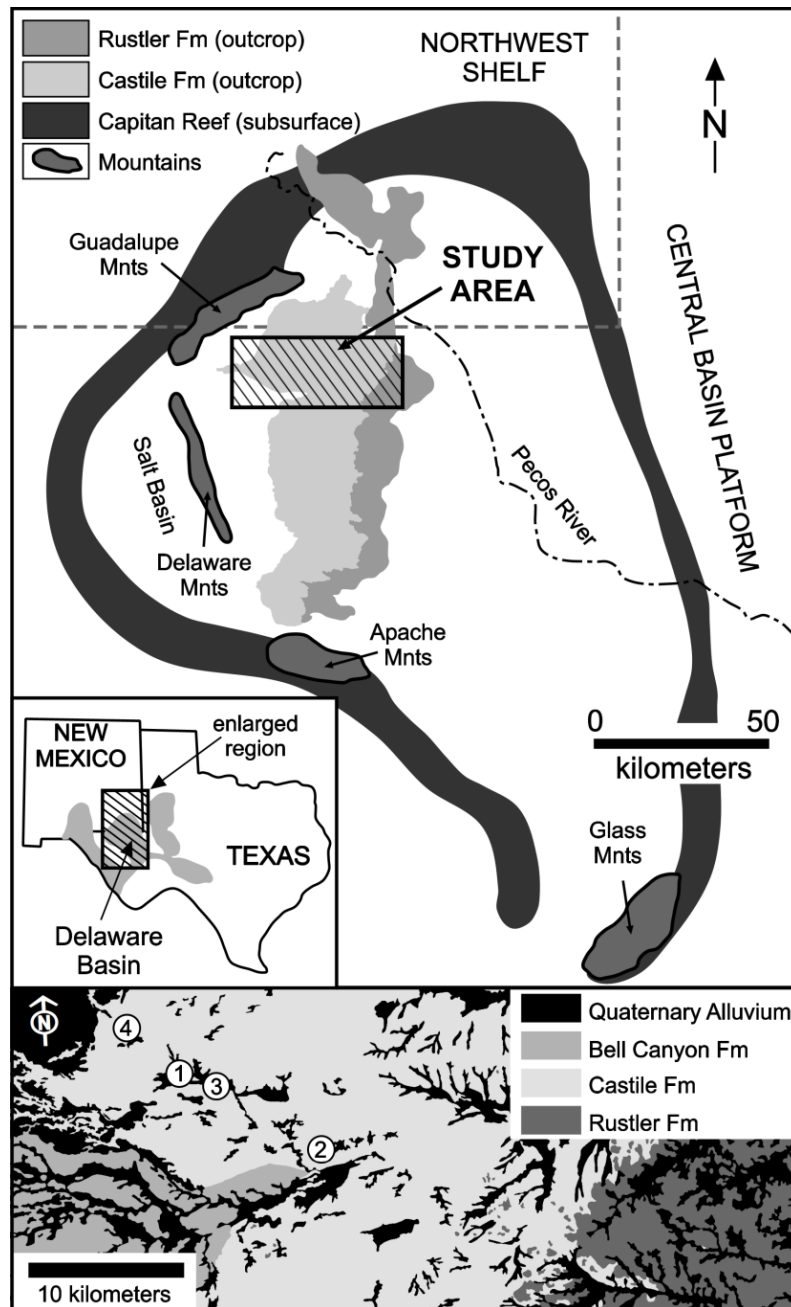 Rustler Fm (outcrop)
Castile Fm (outcrop)
Capitan Reef (subsurface)
Mountains
NORTHWEST
SHELF
N
Guadalupe
Mnts
STUDY
AREA
CENTRAL BASIN PLATFORM
Salt Basin
Delaware
Mnts
Pecos River
Apache
Mnts
0 50
kilometers
Glass
Mnts
NEW
MEXICO
enlarged
region
TEXAS
Delaware
Basin
N
4
1
3
2
Quaternary Alluvium
Bell Canyon Fm
Castile Fm
Rustler Fm
10 kilometers